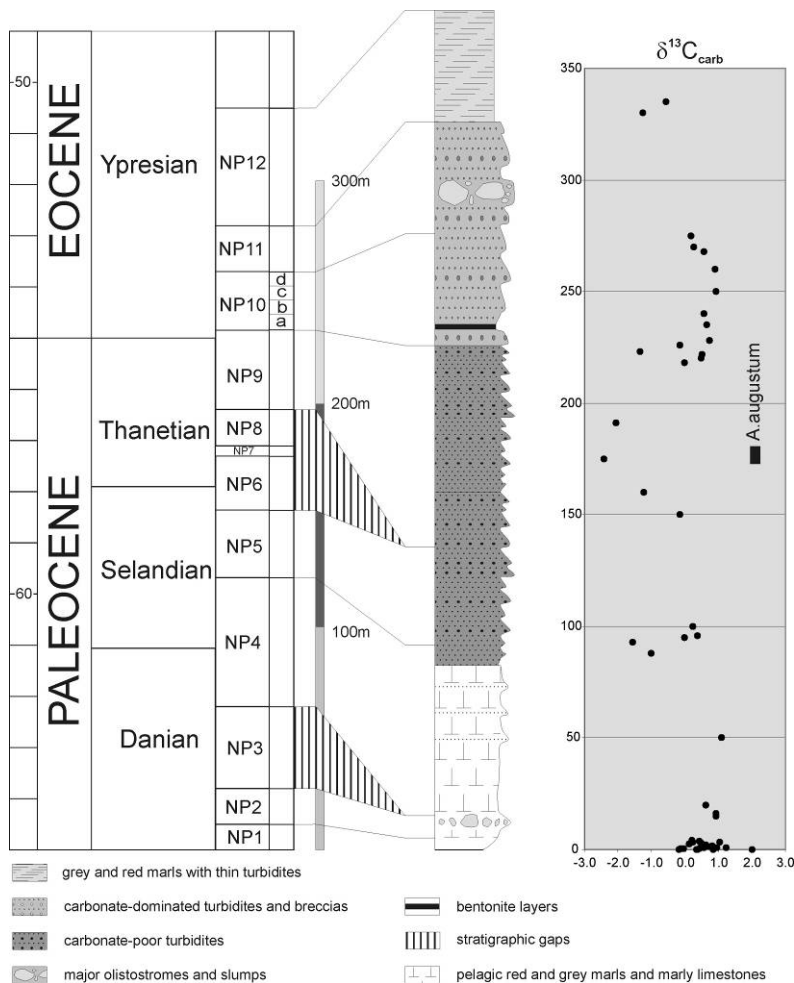 -50
-60
EOCENE
PALEOCENE
Ypresian
Thanetian
Selandian
Danian
NP12
NP11
NP10
d
c
b
a
NP9
NP8
NP7
NP6
NP5
NP4
NP3
NP2
NP1
300m
200m
100m
δ¹³C carb
350
300
250
200
150
100
50
0
-3.0 -2.0 -1.0 0.0 1.0 2.0 3.0
A.augustum
grey and red marls with thin turbidites
carbonate-dominated turbidites and breccias
carbonate-poor turbidites
major olistostromes and slumps
bentonite layers
stratigraphic gaps
pelagic red and grey marls and marly limestones